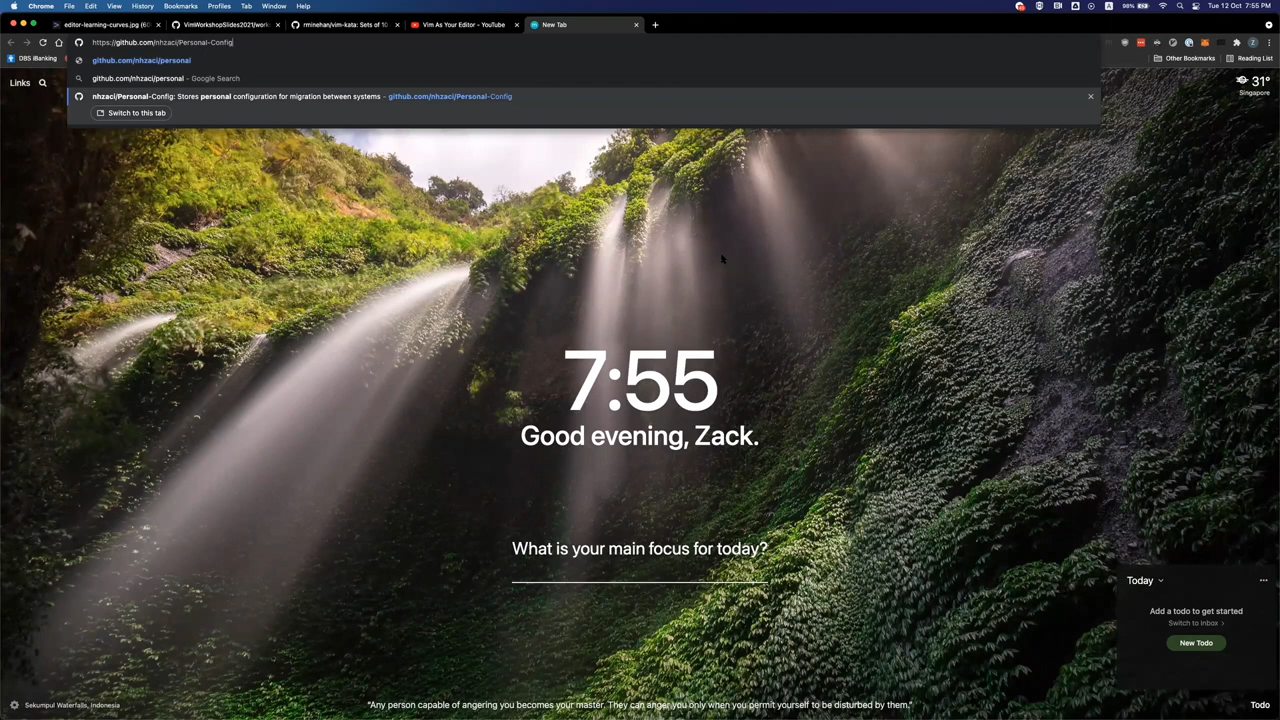 Chrome File Edit View History Bookmarks Profiles Tab Window Help
98% Tue 12 Oct 7:55 PM
editor-learning-curves.jpg (60
VimWorkshopSlides2021/works
rminehan/vim-kata: Sets of 10
Vim As Your Editor - YouTube
New Tab
https://github.com/nhzaci/Personal-Config
DBS iBanking
Other Bookmarks
Reading List
github.com/nhzaci/personal
github.com/nhzaci/personal - Google Search
nhzaci/Personal-Config: Stores personal configuration for migration between systems - github.com/nhzaci/Personal-Config
Switch to this tab
Links
31°
Singapore
7:55
Good evening, Zack.
What is your main focus for today?
Today
Add a todo to get started
Switch to Inbox >
New Todo
Sekumpul Waterfalls, Indonesia
"Any person capable of angering you becomes your master. They can anger you only when you permit yourself to be disturbed by them."
Todo